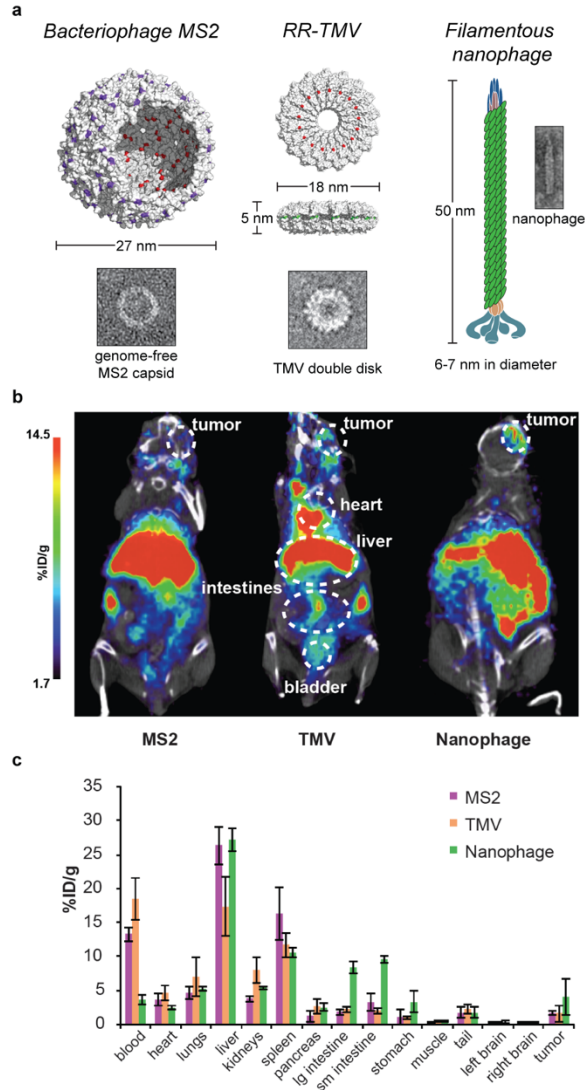 a
Bacteriophage MS2
RR-TMV
Filamentous
nanophage
27 nm
18 nm
5 nm
50 nm
nanophage
genome-free
MS2 capsid
TMV double disk
6-7 nm in diameter
b
14.5
%ID/g
1.7
tumor
tumor
tumor
heart
liver
intestines
bladder
MS2
TMV
Nanophage
c
35
30
25
20
15
10
5
0
%ID/g
MS2
TMV
Nanophage
blood
heart
lungs
liver
kidneys
spleen
pancreas
lg intestine
sm intestine
stomach
muscle
tail
left brain
right brain
tumor